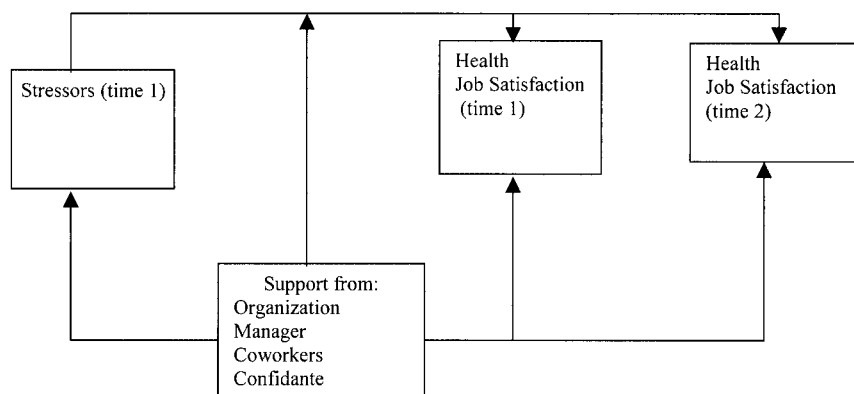 Stressors (time 1)
Health
Job Satisfaction
(time 1)
Health
Job Satisfaction
(time 2)
Support from:
Organization
Manager
Coworkers
Confidante